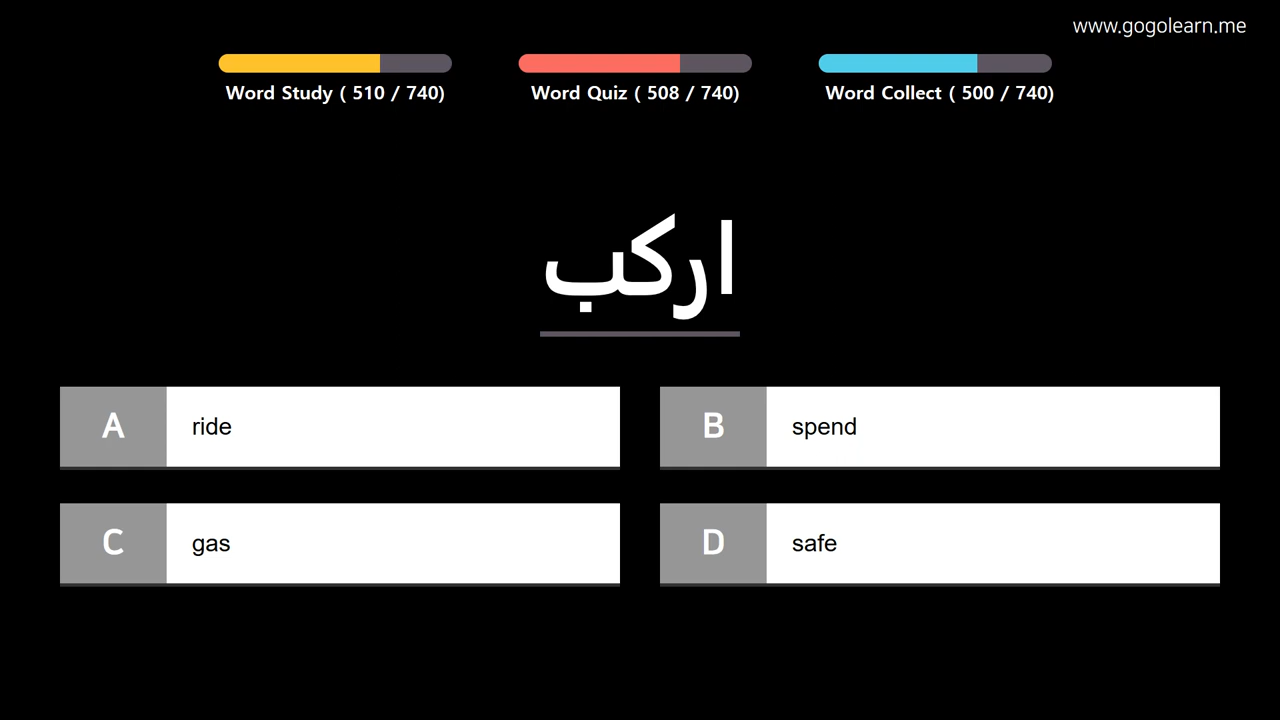 www.gogolearn.me
Word Study ( 510 / 740)
Word Quiz ( 508 / 740)
Word Collect ( 500 / 740)
اركب
A ride
B spend
C gas
D safe